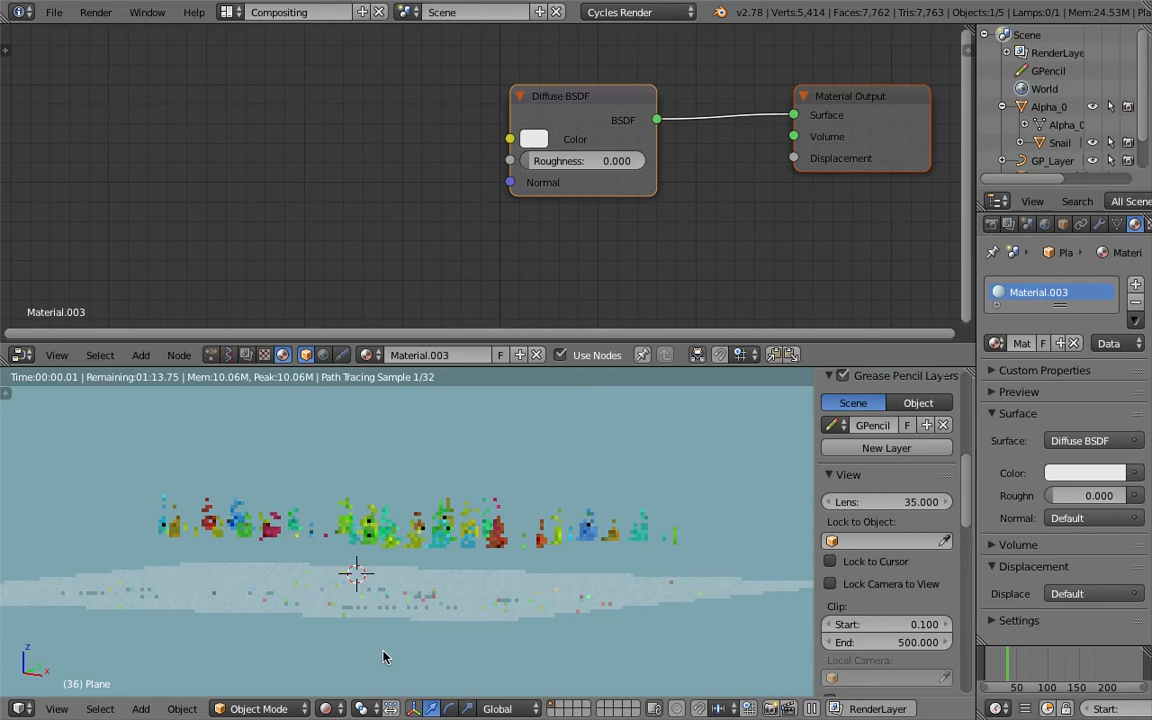 File Render Window Help Compositing Scene Cycles Render v2.78 | Verts:5,414 | Faces:7,762 | Tris:7,763 | Objects:1/5 | Lamps:0/1 | Mem:24.53M
Diffuse BSDF
BSDF
Color
Roughness: 0.000
Normal
Material Output
Surface
Volume
Displacement
Material.003
View Select Add Node Material.003 F Use Nodes
Time:00:00.01 | Remaining:01:13.75 | Mem:10.06M, Peak:10.06M | Path Tracing Sample 1/32
z
x
(36) Plane
View Select Add Object Object Mode Global RenderLayer
Grease Pencil Layers
Scene Object
GPencil F
New Layer
View
Lens: 35.000
Lock to Object:
Lock to Cursor
Lock Camera to View
Clip:
Start: 0.100
End: 500.000
Local Camera:
Scene
RenderLaye
GPencil
World
Alpha_0
Alpha_0
Snail
GP_Layer
View Search All Scene
Pla Materi
Material.003
Mat F Data
Custom Properties
Preview
Surface
Surface: Diffuse BSDF
Color:
Roughn 0.000
Normal: Default
Volume
Displacement
Displace Default
Settings
50 100 150 200
Start: